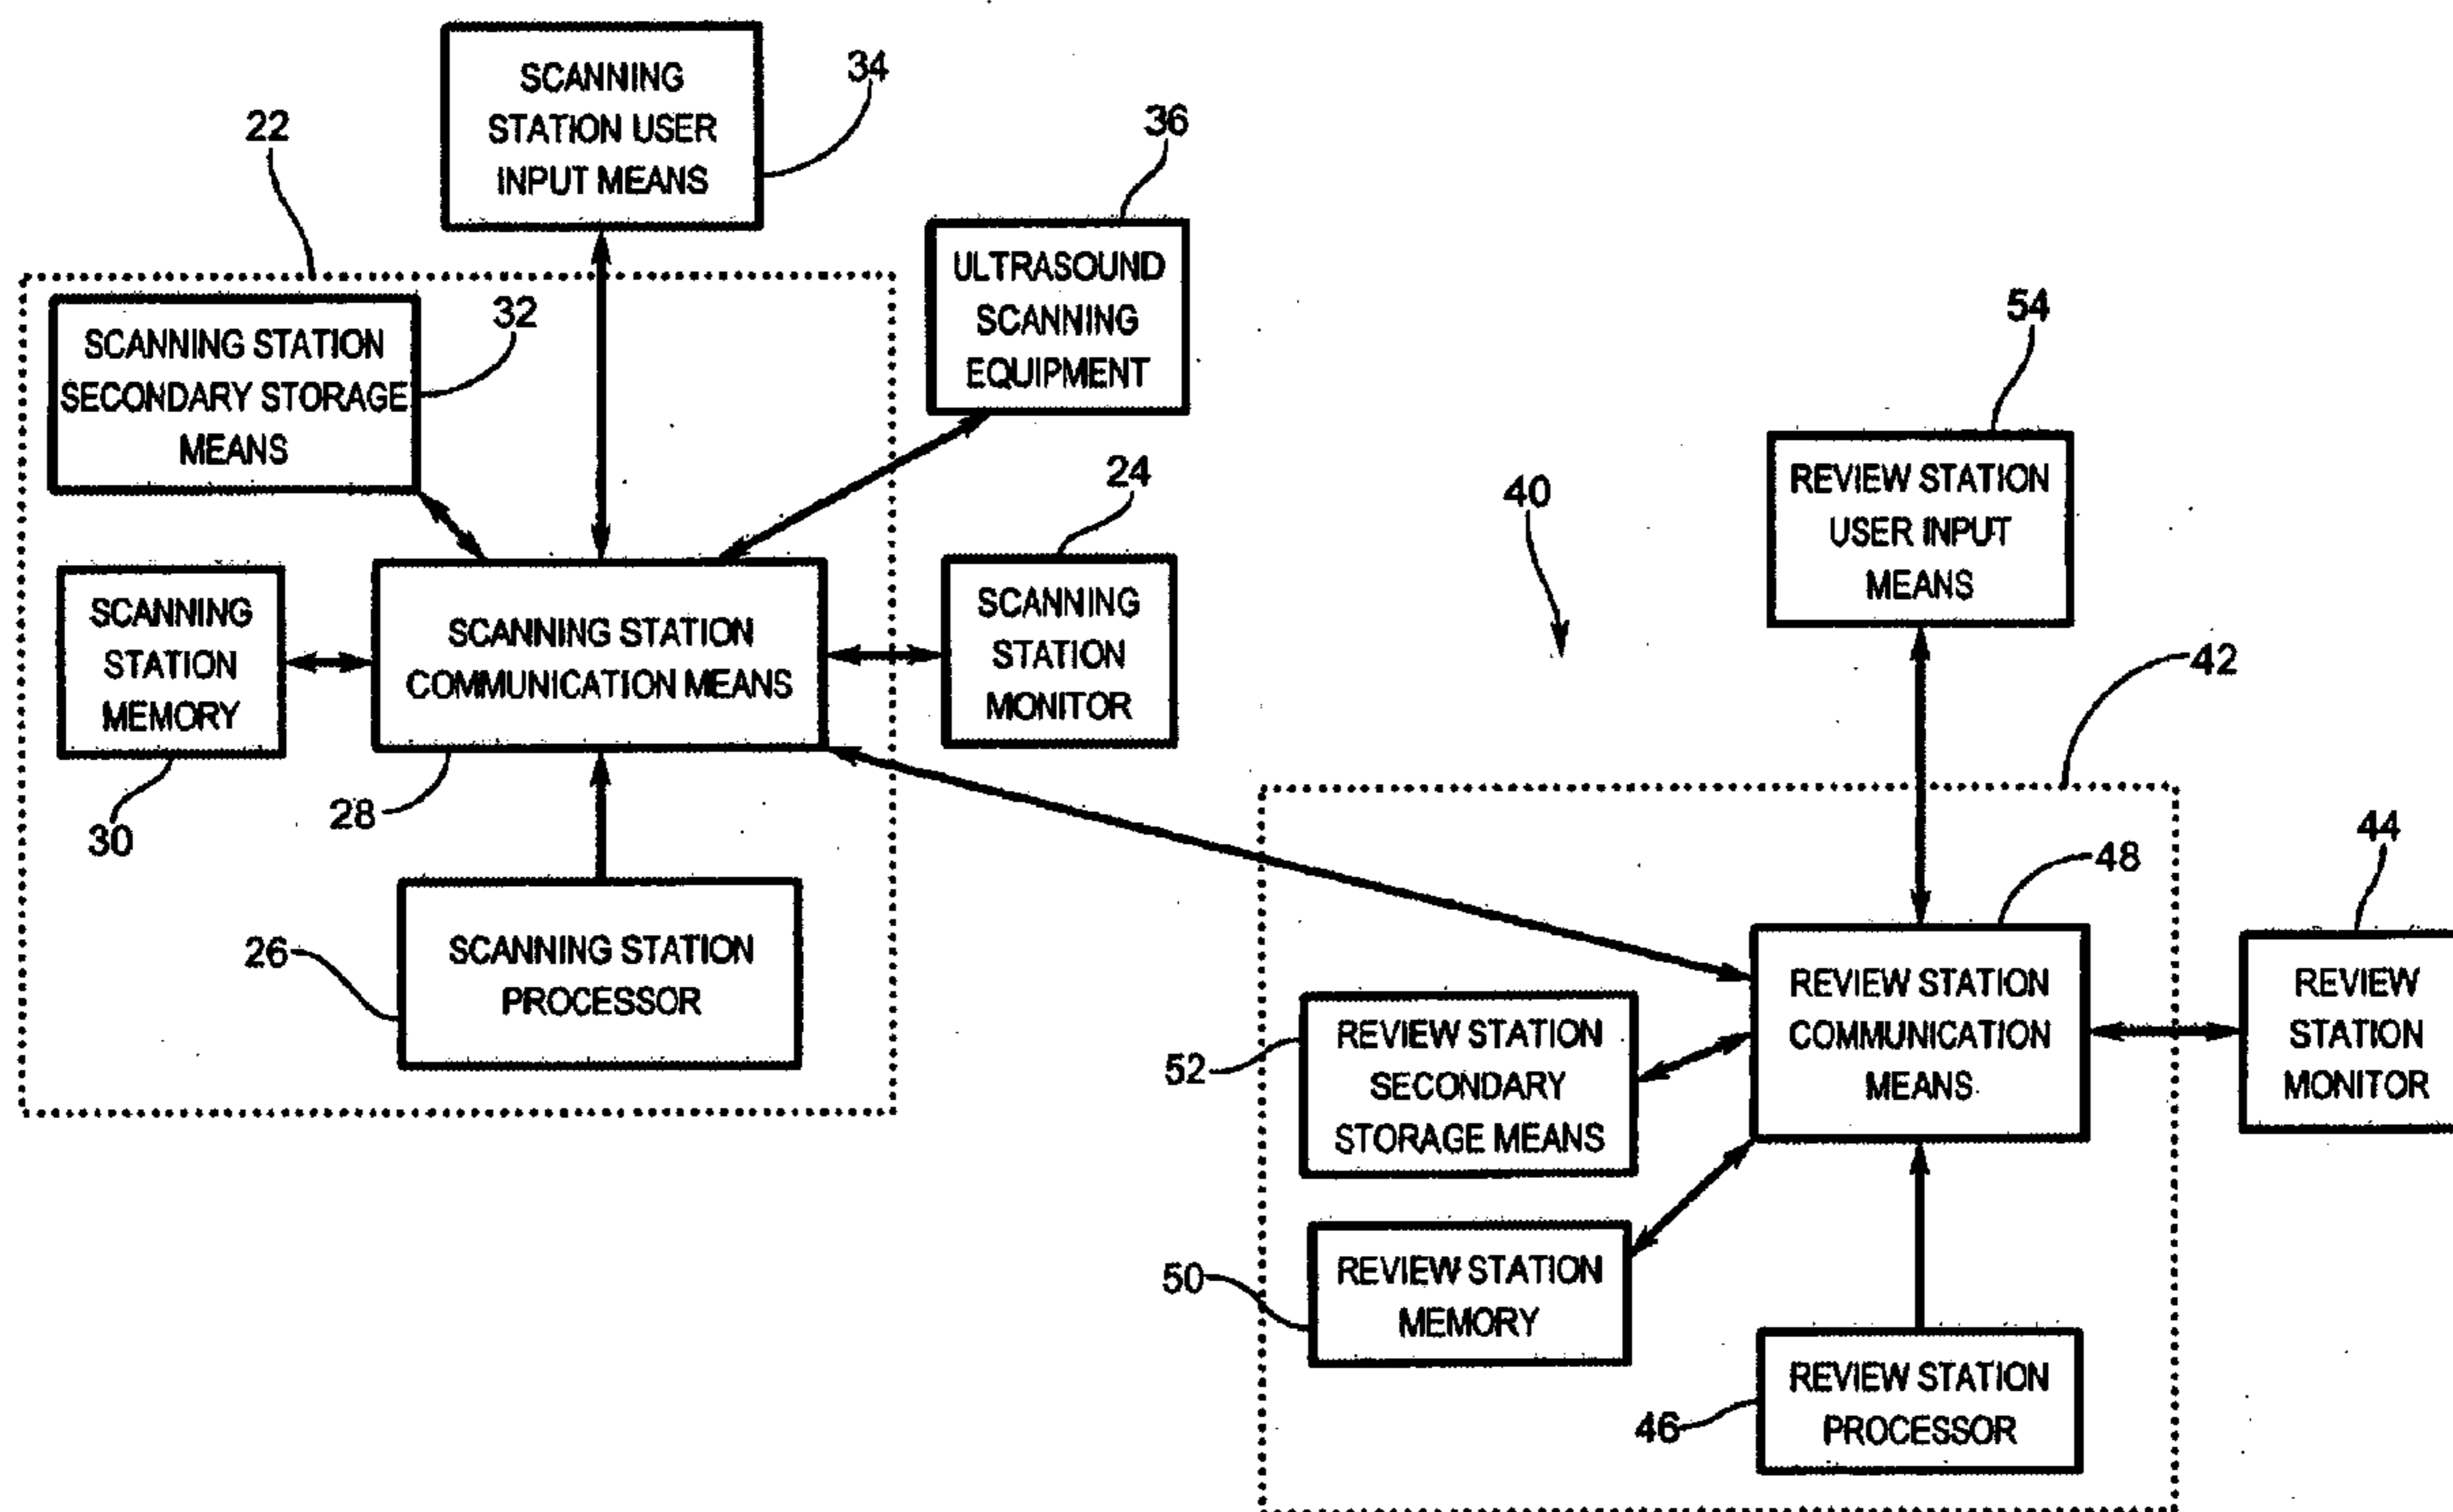 SCANNING
STATION USER
INPUT MEANS
34
22
36
ULTRASOUND
SCANNING
EQUIPMENT
SCANNING STATION
SECONDARY STORAGE
MEANS
32
54
REVIEW STATION
USER INPUT
MEANS
24
40
SCANNING
STATION
MEMORY
30
SCANNING STATION
COMMUNICATION MEANS
28
SCANNING
STATION
MONITOR
42
SCANNING STATION
PROCESSOR
26
44
48
REVIEW STATION
COMMUNICATION
MEANS
REVIEW
STATION
MONITOR
52
REVIEW STATION
SECONDARY
STORAGE MEANS
50
REVIEW STATION
MEMORY
46
REVIEW STATION
PROCESSOR